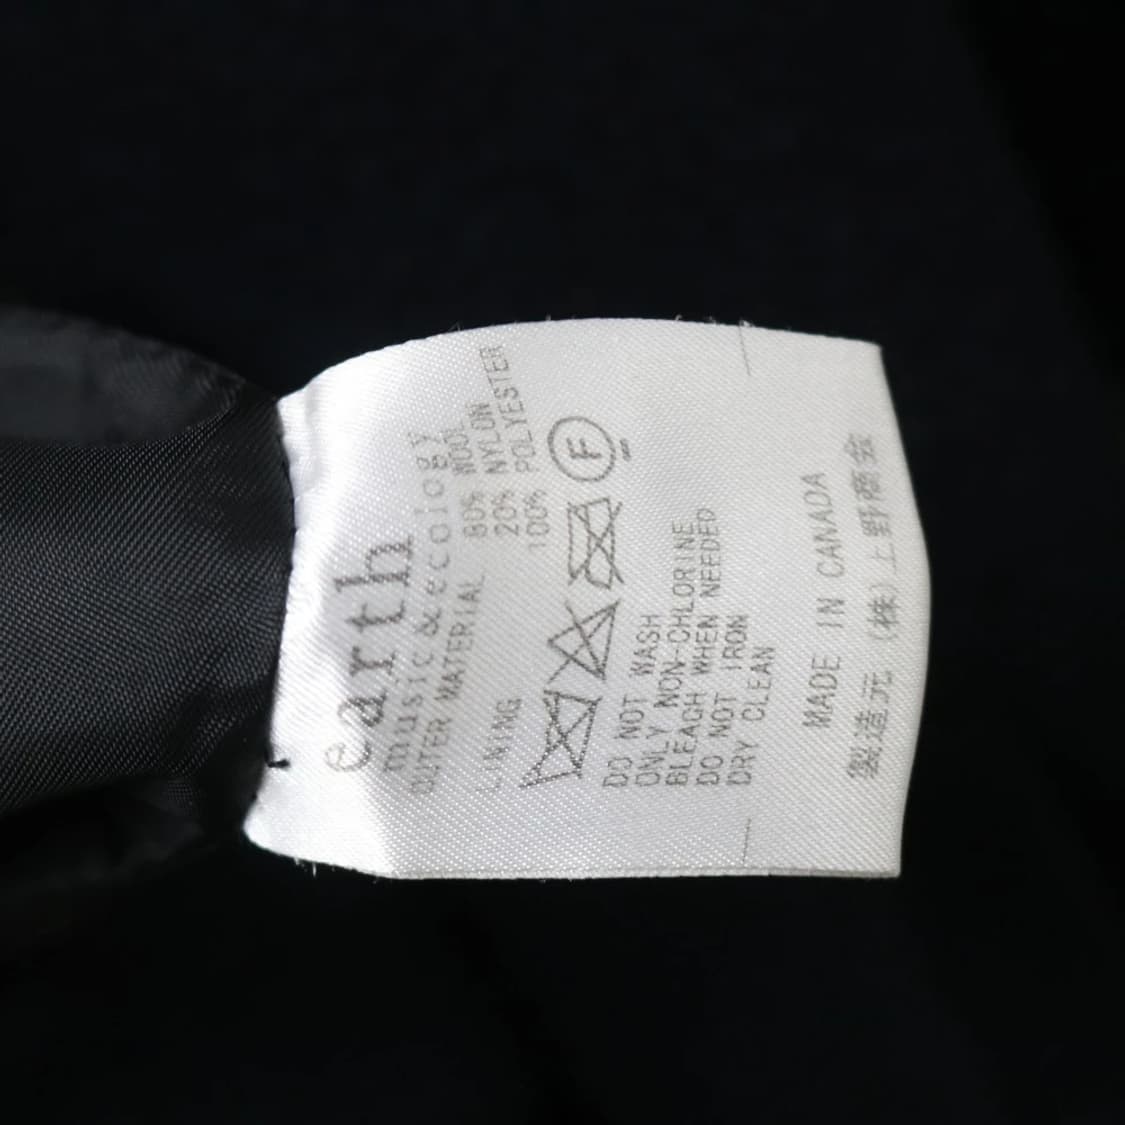 earth
music & ecology
OUTER MATERIAL
80% WOOL
20% NYLON
LINING 100% POLYESTER
F
DO NOT WASH
ONLY NON-CHLORINE
BLEACH WHEN NEEDED
DO NOT IRON
DRY CLEAN
MADE IN CANADA
製造元 (株)上野商会